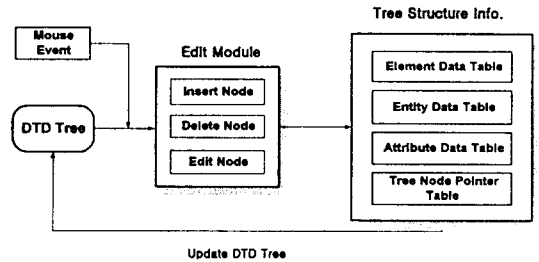 Tree Structure Info.
Mouse
Event
Edit Module
Element Data Table
Insert Node
Entity Data Table
DTD Tree
Delete Node
Attribute Data Table
Edit Node
Tree Node Pointer
Table
Update DTD Tree